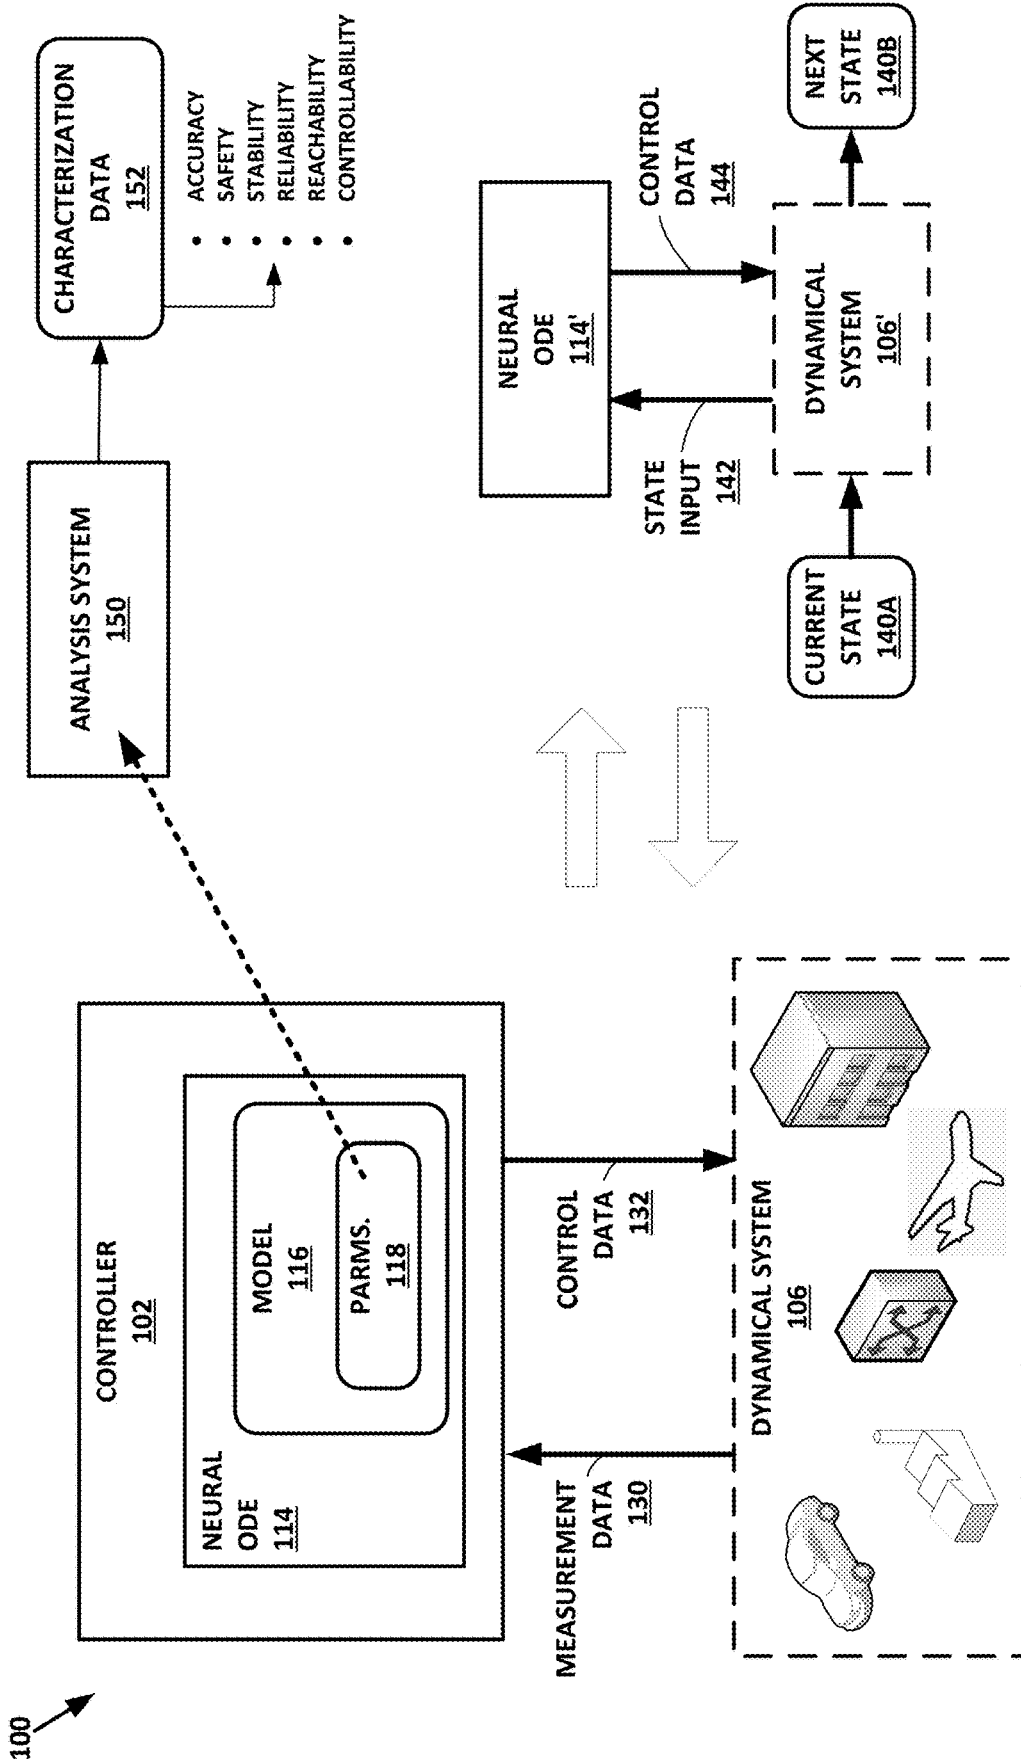 100
CONTROLLER
102
NEURAL
ODE
114
MODEL
116
PARMS.
118
MEASUREMENT
DATA
130
CONTROL
DATA
132
DYNAMICAL SYSTEM
106
ANALYSIS SYSTEM
150
CHARACTERIZATION
DATA
152
• ACCURACY
• SAFETY
• STABILITY
• RELIABILITY
• REACHABILITY
• CONTROLLABILITY
NEURAL
ODE
114'
STATE
INPUT
142
CONTROL
DATA
144
CURRENT
STATE
140A
DYNAMICAL
SYSTEM
106'
NEXT
STATE
140B